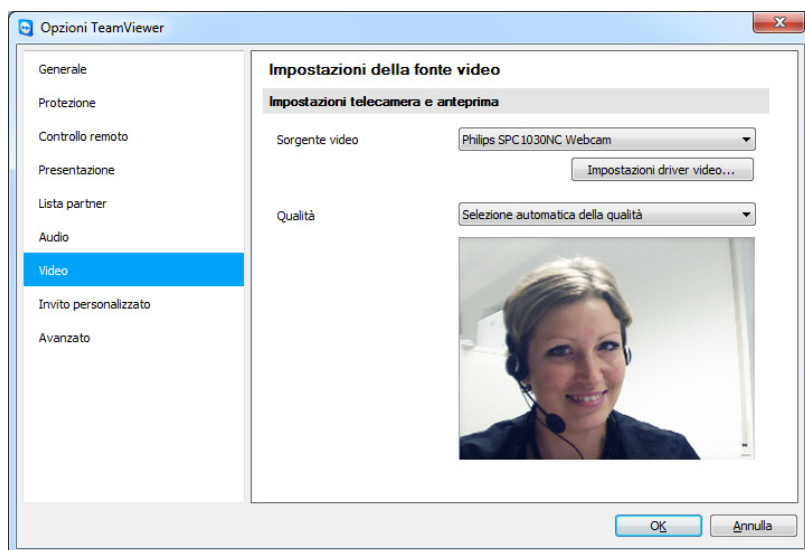 Opzioni TeamViewer
Generale
Protezione
Controllo remoto
Presentazione
Lista partner
Audio
Video
Invito personalizzato
Avanzato
Impostazioni della fonte video
Impostazioni telecamera e anteprima
Sorgente video
Philips SPC1030NC Webcam
Impostazioni driver video...
Qualità
Selezione automatica della qualità
OK
Annulla